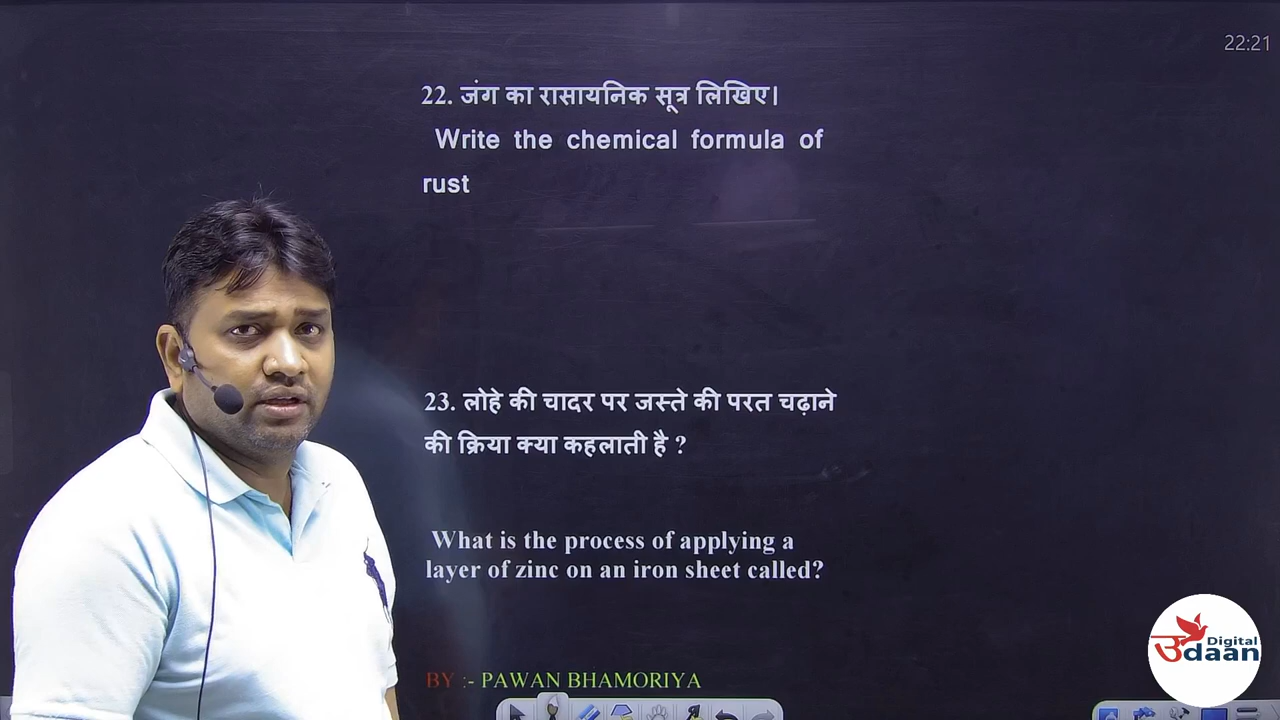 22:21
22. जंग का रासायनिक सूत्र लिखिए।
Write the chemical formula of
rust
23. लोहे की चादर पर जस्ते की परत चढ़ाने
की क्रिया क्या कहलाती है ?
What is the process of applying a
layer of zinc on an iron sheet called?
BY :- PAWAN BHAMORIYA
Digital
उdaan